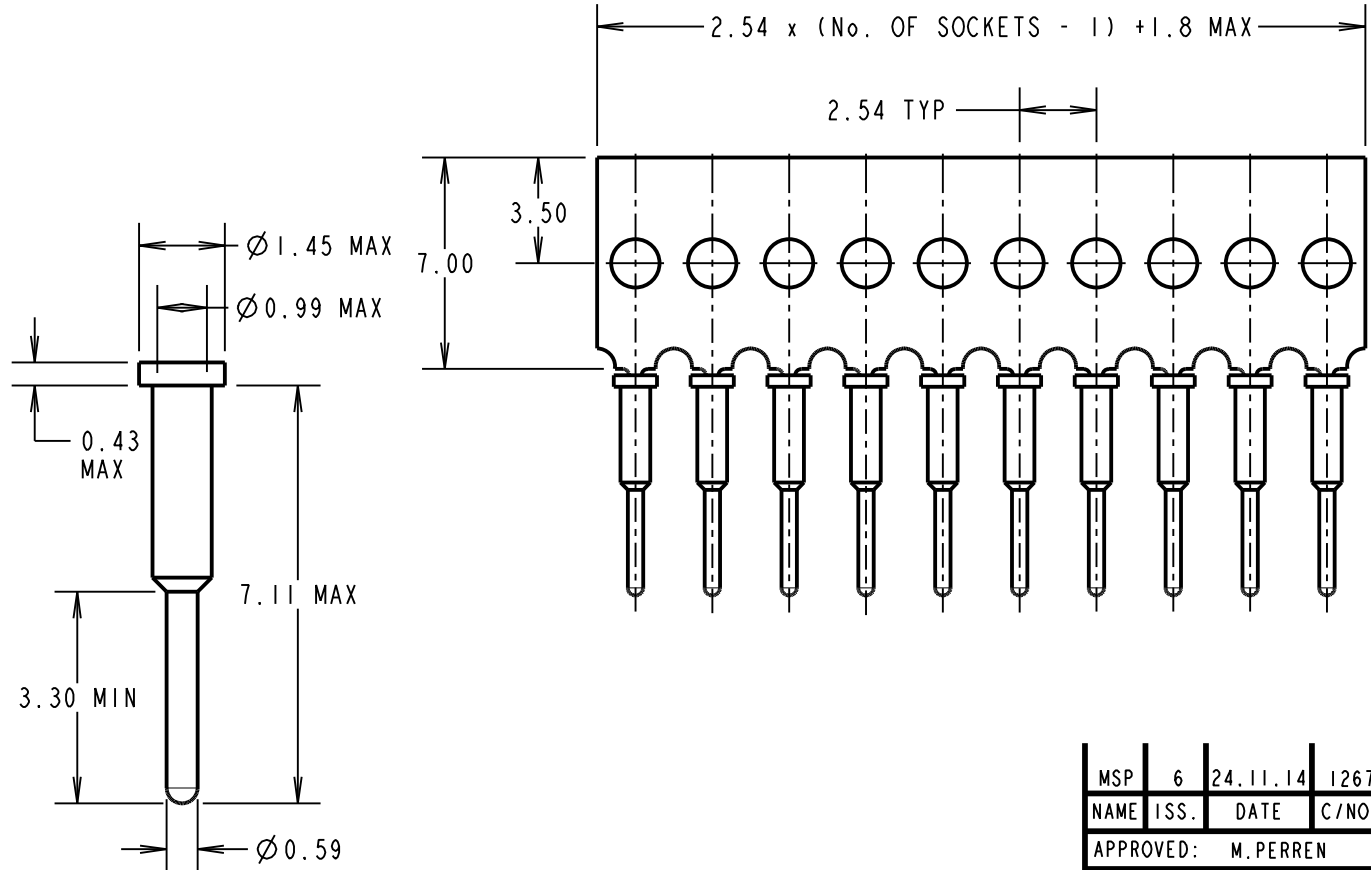 2.54 x (No. OF SOCKETS - 1) +1.8 MAX
2.54 TYP
3.50
7.00
Ø1.45 MAX
Ø0.99 MAX
0.43
MAX
7.11 MAX
3.30 MIN
Ø0.59
MSP 6 24.11.14 1267
NAME ISS. DATE C/NO
APPROVED: M.PERREN